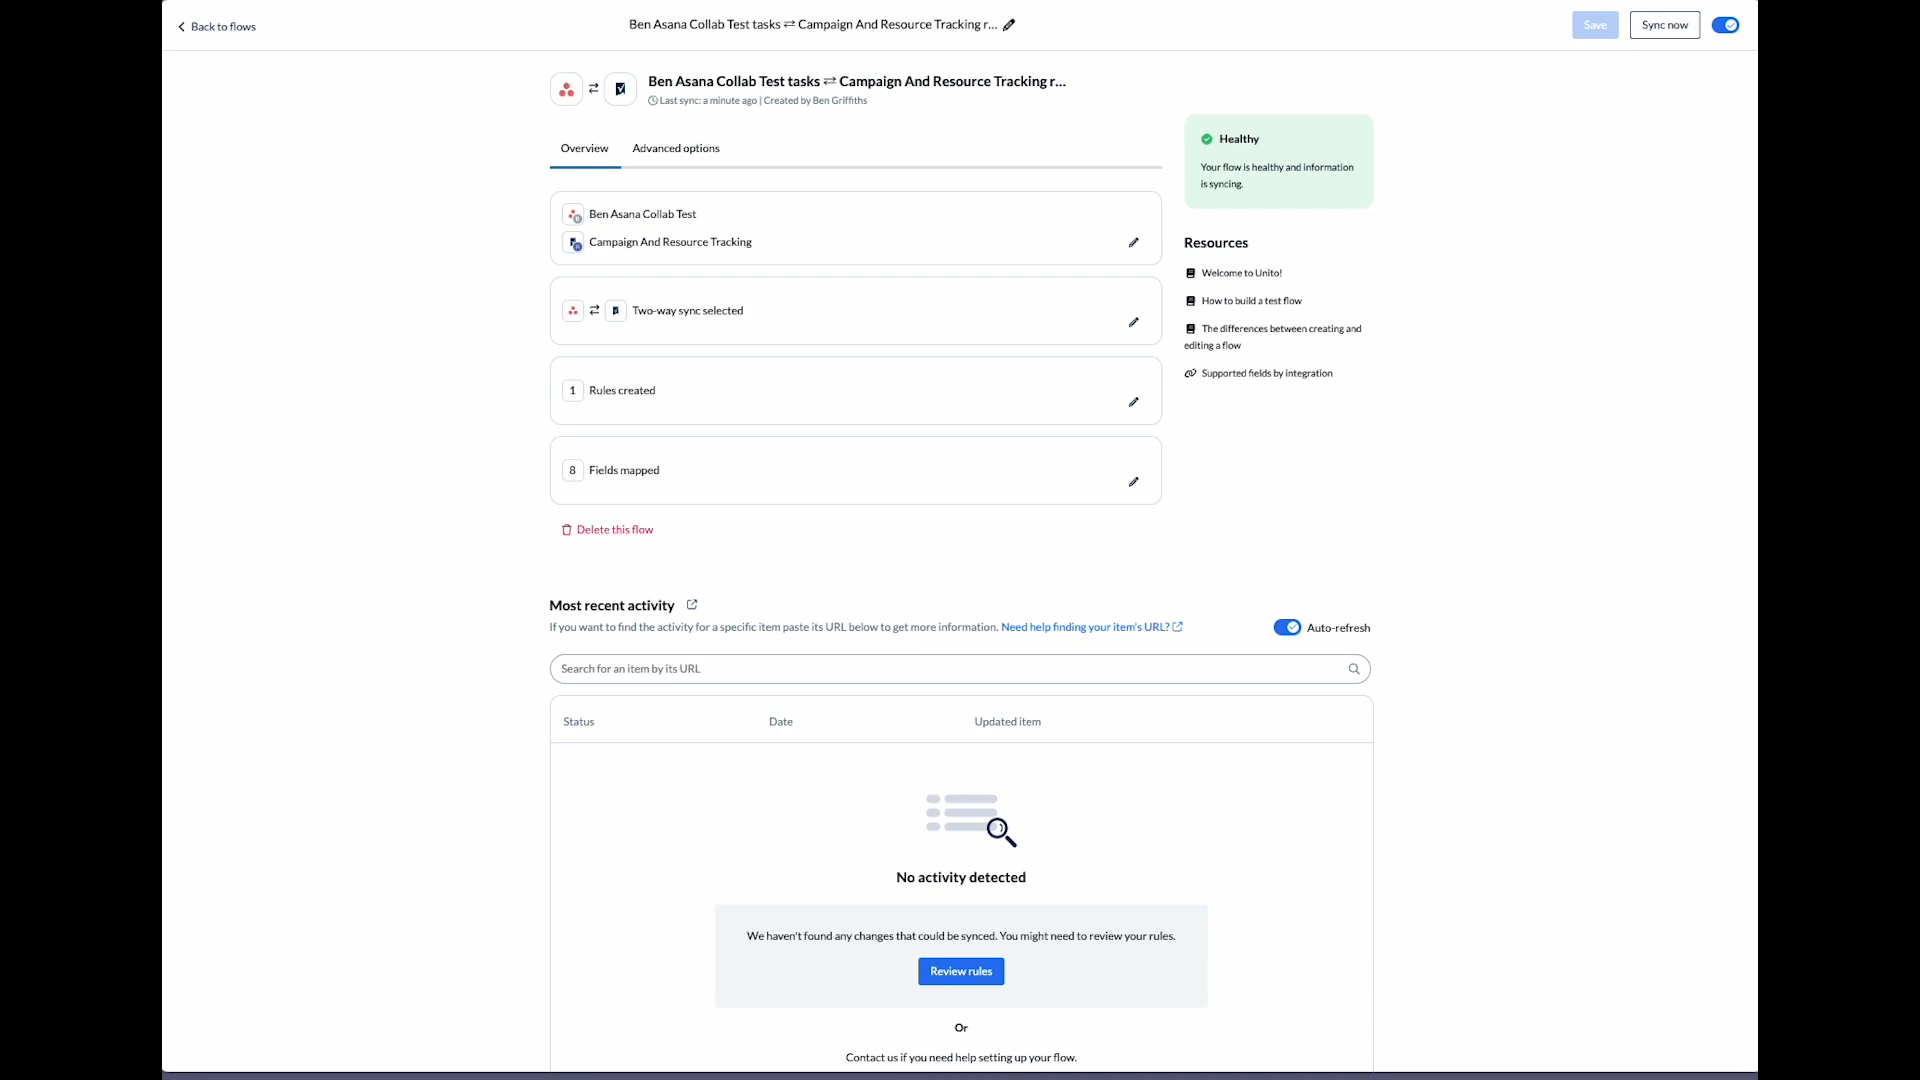 Back to flows
Ben Asana Collab Test tasks ⇄ Campaign And Resource Tracking r...
Save
Sync now
Ben Asana Collab Test tasks ⇄ Campaign And Resource Tracking r...
Last sync: a minute ago | Created by Ben Griffiths
Overview
Advanced options
Healthy
Your flow is healthy and information
is syncing.
Ben Asana Collab Test
Campaign And Resource Tracking
Resources
Welcome to Unito!
How to build a test flow
The differences between creating and
editing a flow
Supported fields by integration
Two-way sync selected
1 Rules created
8 Fields mapped
Delete this flow
Most recent activity
If you want to find the activity for a specific item paste its URL below to get more information. Need help finding your item's URL?
Auto-refresh
Search for an item by its URL
Status
Date
Updated item
No activity detected
We haven't found any changes that could be synced. You might need to review your rules.
Review rules
Or
Contact us if you need help setting up your flow.